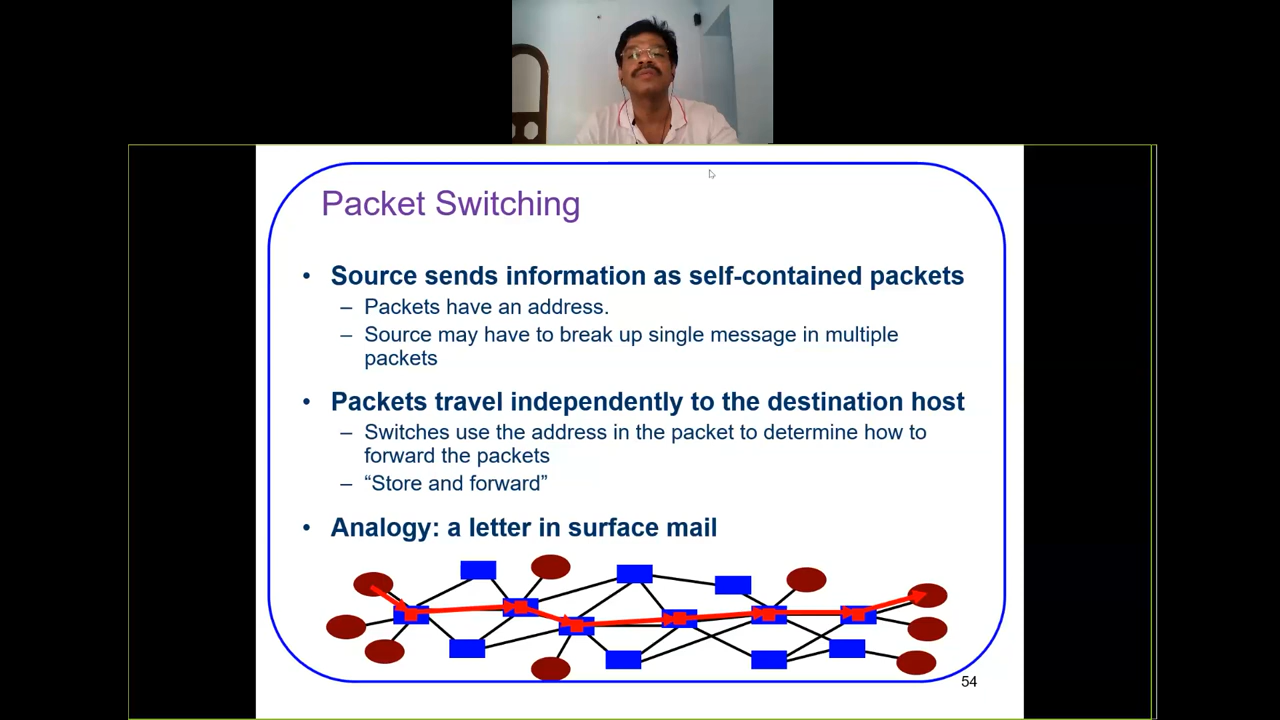 Packet Switching
• Source sends information as self-contained packets
– Packets have an address.
– Source may have to break up single message in multiple
packets
• Packets travel independently to the destination host
– Switches use the address in the packet to determine how to
forward the packets
– “Store and forward”
• Analogy: a letter in surface mail
54